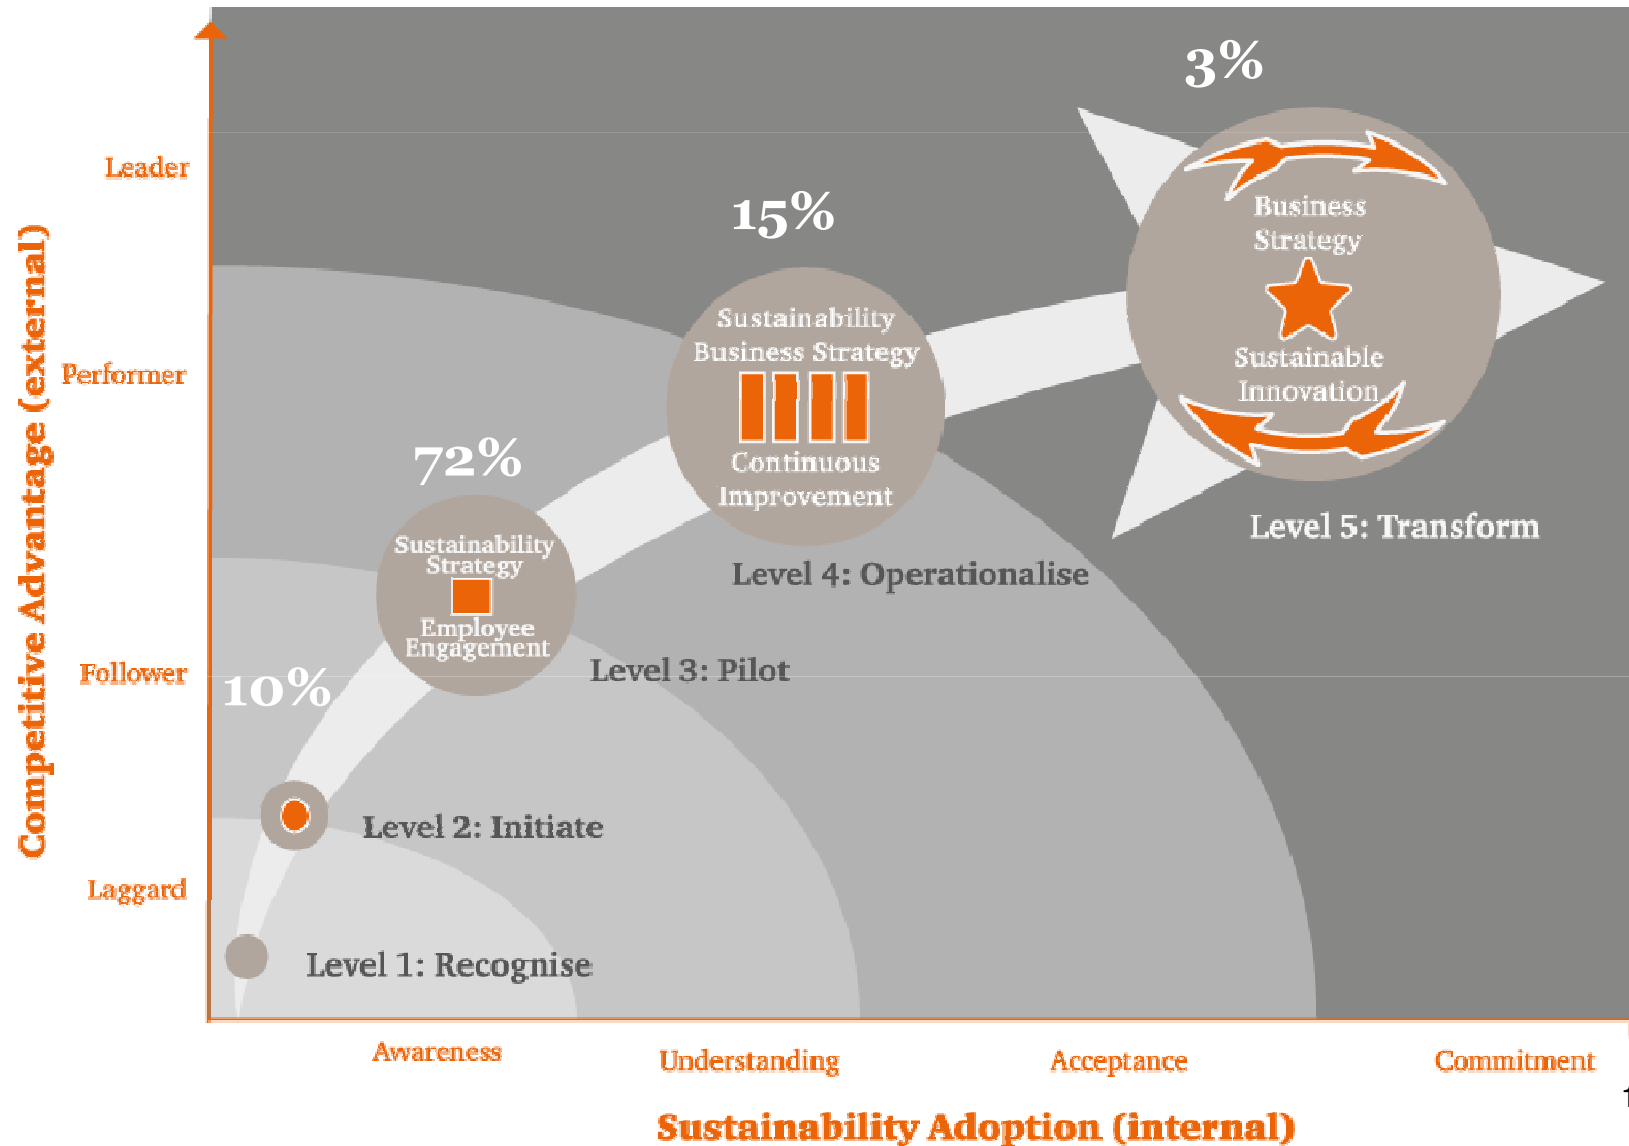 3%
Leader
Business
Strategy
15%
Sustainability
Business Strategy
Sustainable
Innovation
Performer
Continuous
Improvement
72%
Level 5: Transform
Sustainability
Strategy
Employee
Engagement
Level 4: Operationalise
Level 3: Pilot
Follower
10%
Level 2: Initiate
Laggard
Level 1: Recognise
Competitive Advantage (external)
Awareness
Understanding
Acceptance
Commitment
Sustainability Adoption (internal)